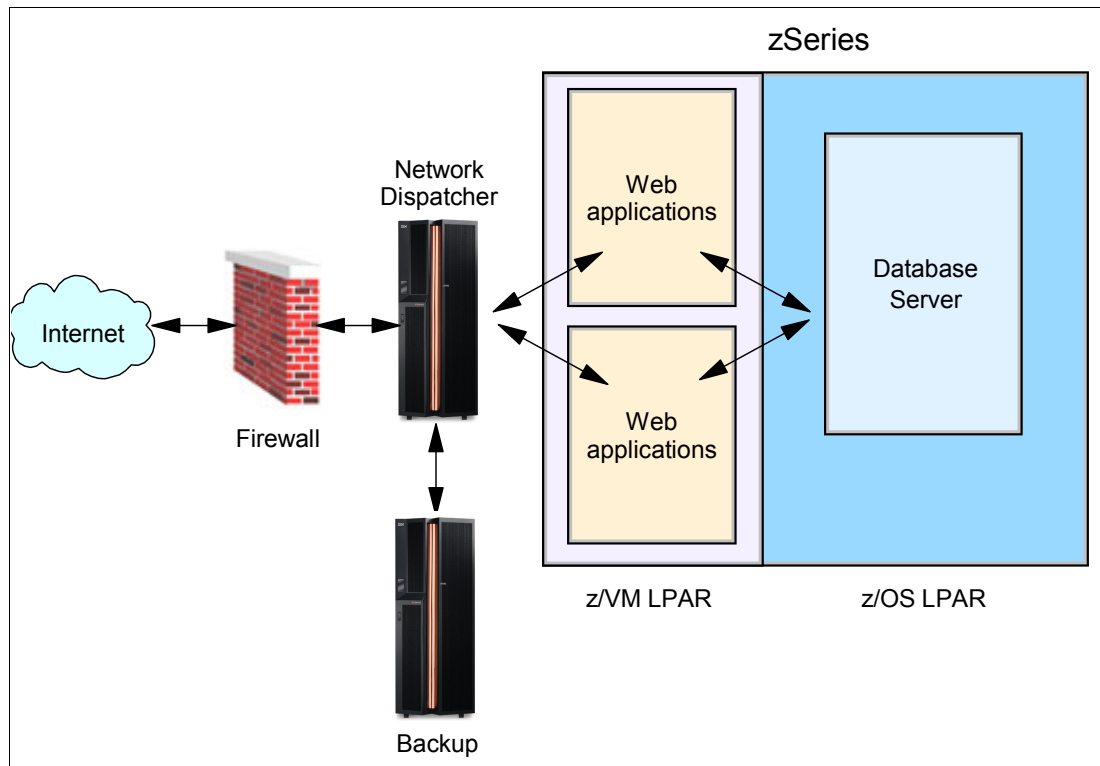 zSeries
Network
Dispatcher
Web
applications
Database
Server
Internet
Web
applications
Firewall
z/VM LPAR
z/OS LPAR
Backup